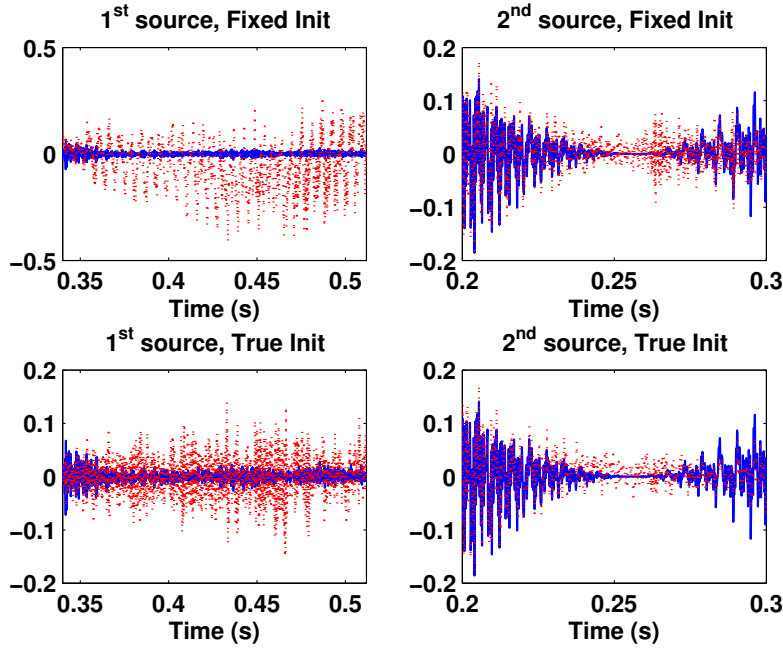 1st source, Fixed Init
0.5
0
−0.5
0.35 0.4 0.45 0.5
Time (s)
2nd source, Fixed Init
0.2
0.1
0
−0.1
−0.2
0.2 0.25 0.3
Time (s)
1st source, True Init
0.2
0.1
0
−0.1
−0.2
0.35 0.4 0.45 0.5
Time (s)
2nd source, True Init
0.2
0.1
0
−0.1
−0.2
0.2 0.25 0.3
Time (s)